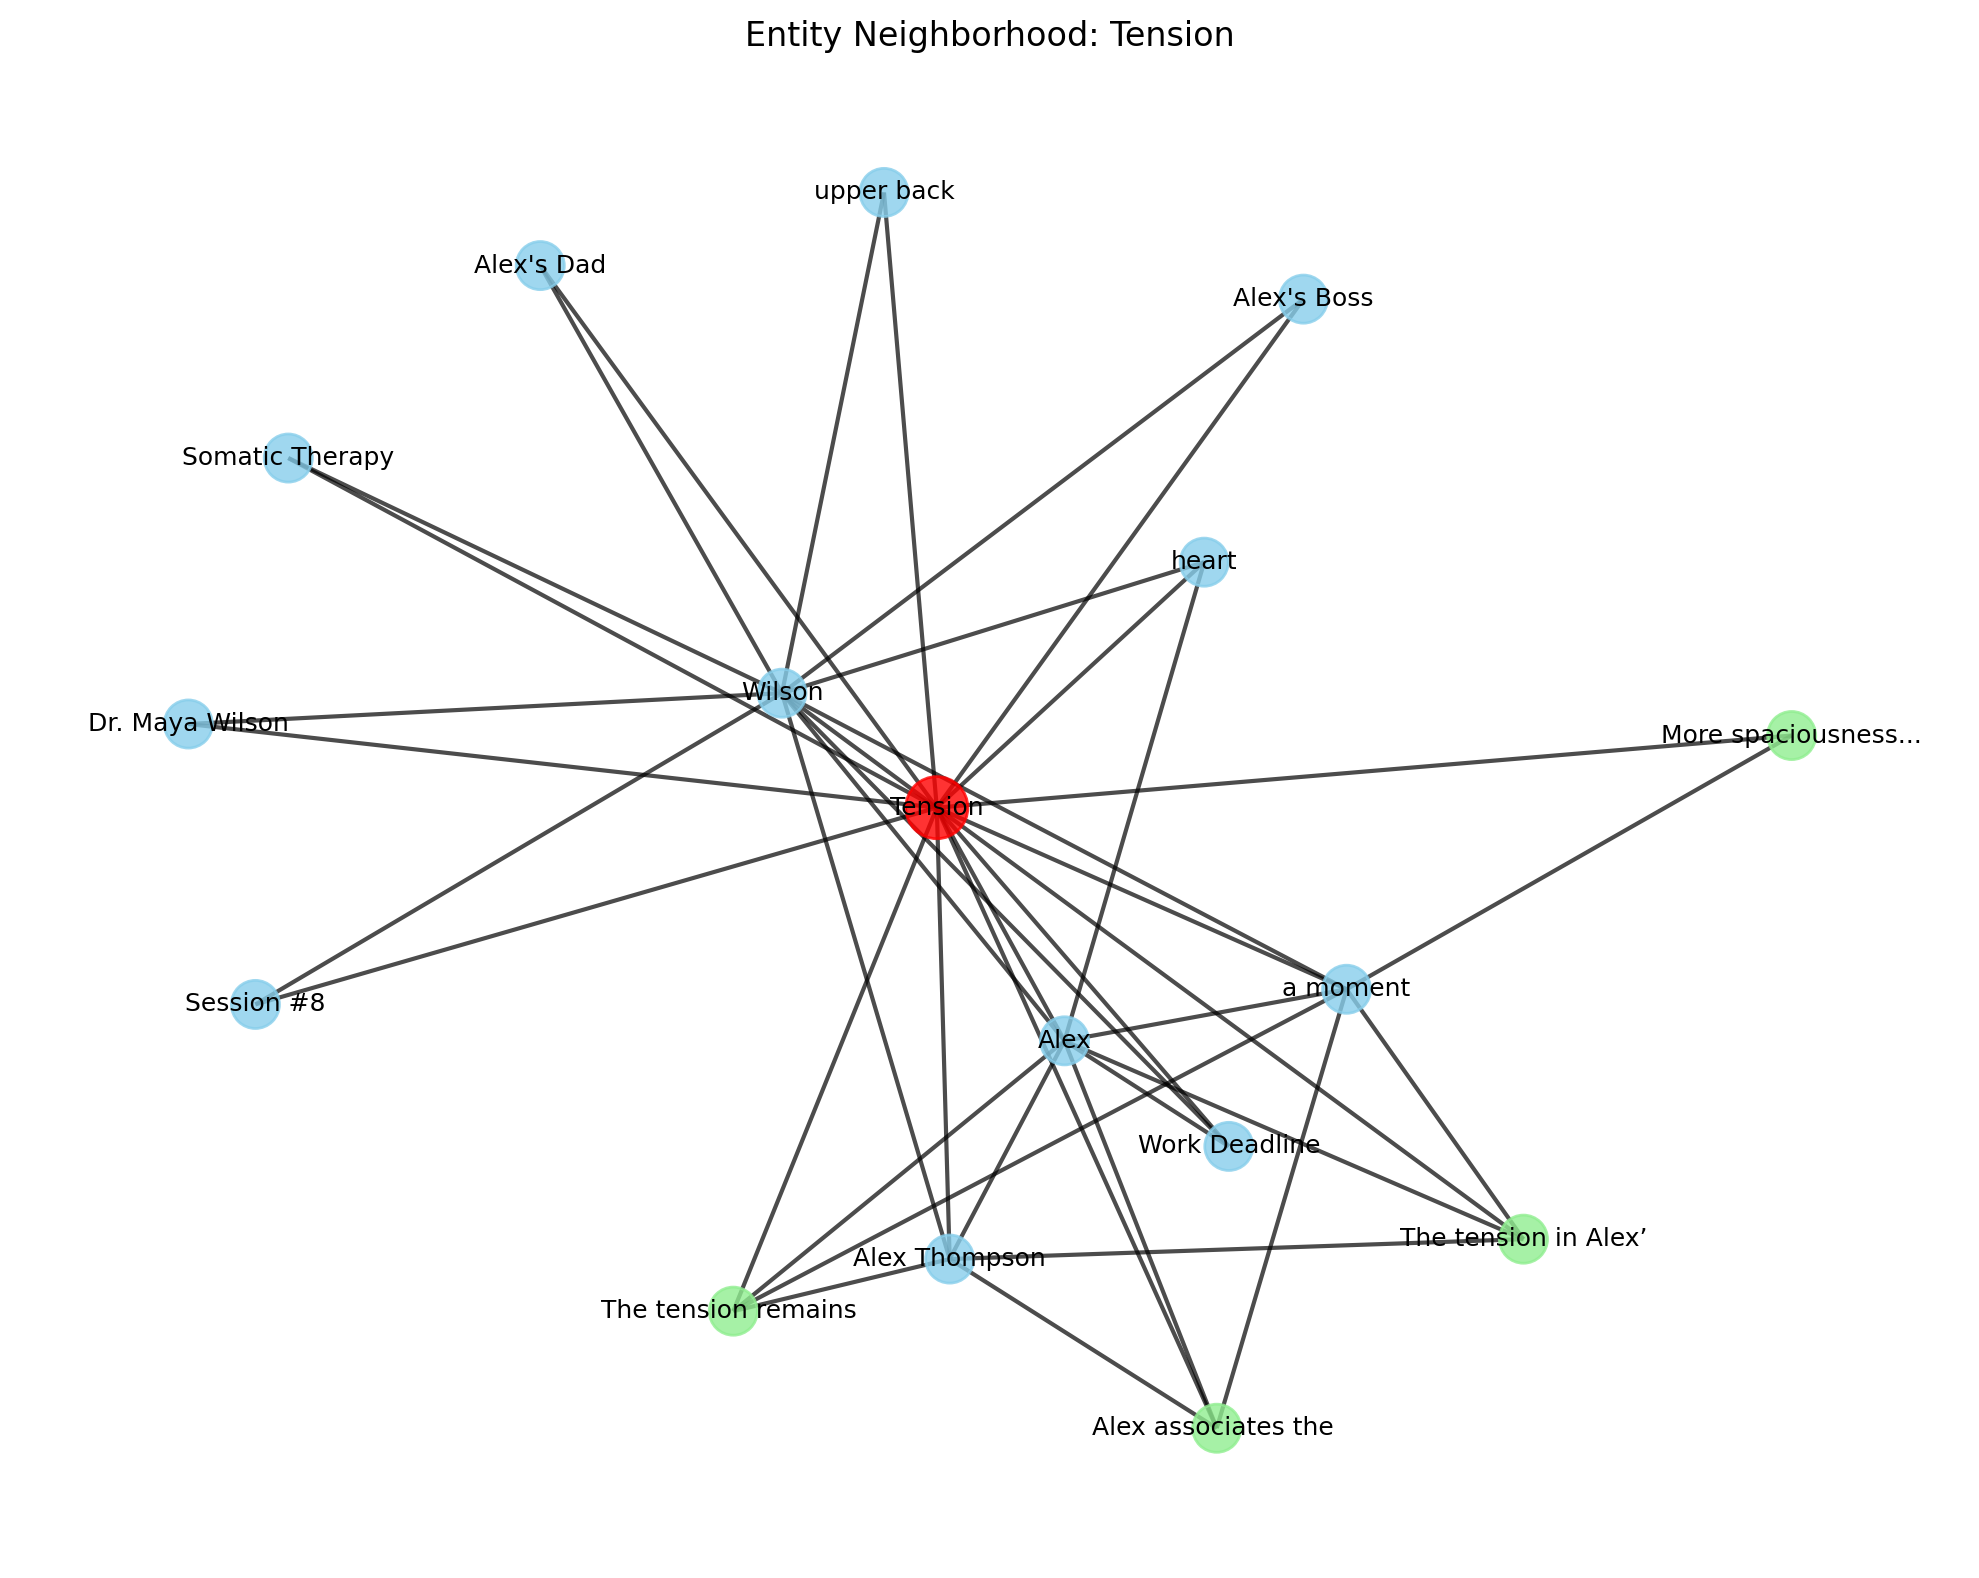 Entity Neighborhood: Tension
upper back
Alex's Dad
Alex's Boss
Somatic Therapy
heart
Wilson
Dr. Maya Wilson
More spaciousness...
Tension
Session #8
a moment
Alex
Work Deadline
The tension in Alex’
Alex Thompson
The tension remains
Alex associates the